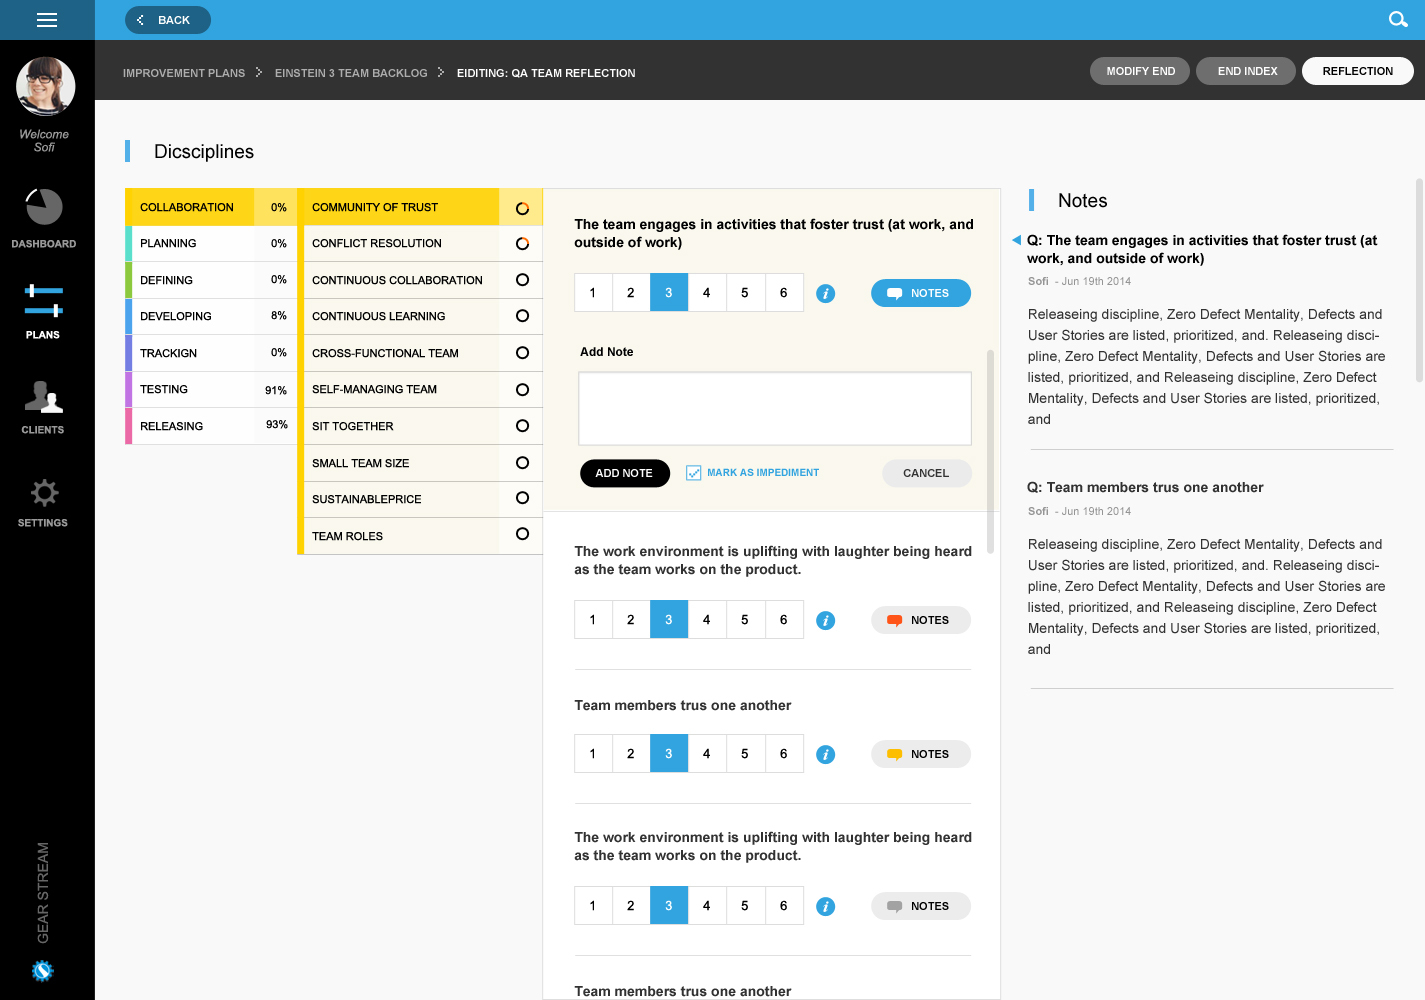 BACK
Welcome
Sofi
DASHBOARD
PLANS
CLIENTS
SETTINGS
GEAR STREAM
IMPROVEMENT PLANS
EINSTEIN 3 TEAM BACKLOG
EIDITING: QA TEAM REFLECTION
MODIFY END
END INDEX
REFLECTION
Dicsciplines
COLLABORATION 0%
PLANNING 0%
DEFINING 0%
DEVELOPING 8%
TRACKIGN 0%
TESTING 91%
RELEASING 93%
COMMUNITY OF TRUST
CONFLICT RESOLUTION
CONTINUOUS COLLABORATION
CONTINUOUS LEARNING
CROSS-FUNCTIONAL TEAM
SELF-MANAGING TEAM
SIT TOGETHER
SMALL TEAM SIZE
SUSTAINABLEPRICE
TEAM ROLES
The team engages in activities that foster trust (at work, and
outside of work)
1 2 3 4 5 6 i NOTES
Add Note
ADD NOTE MARK AS IMPEDIMENT CANCEL
The work environment is uplifting with laughter being heard
as the team works on the product.
1 2 3 4 5 6 i NOTES
Team members trus one another
1 2 3 4 5 6 i NOTES
The work environment is uplifting with laughter being heard
as the team works on the product.
1 2 3 4 5 6 i NOTES
Team members trus one another
Notes
Q: The team engages in activities that foster trust (at
work, and outside of work)
Sofi - Jun 19th 2014
Releaseing discipline, Zero Defect Mentality, Defects and
User Stories are listed, prioritized, and. Releaseing disci-
pline, Zero Defect Mentality, Defects and User Stories are
listed, prioritized, and Releaseing discipline, Zero Defect
Mentality, Defects and User Stories are listed, prioritized,
and
Q: Team members trus one another
Sofi - Jun 19th 2014
Releaseing discipline, Zero Defect Mentality, Defects and
User Stories are listed, prioritized, and. Releaseing disci-
pline, Zero Defect Mentality, Defects and User Stories are
listed, prioritized, and Releaseing discipline, Zero Defect
Mentality, Defects and User Stories are listed, prioritized,
and